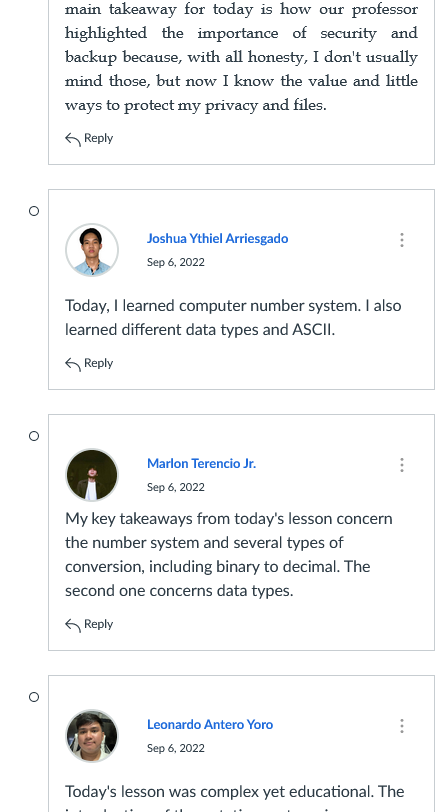 main takeaway for today is how our professor
highlighted the importance of security and
backup because, with all honesty, I don't usually
mind those, but now I know the value and little
ways to protect my privacy and files.
Reply
Joshua Ythiel Arriesgado
Sep 6, 2022
Today, I learned computer number system. I also
learned different data types and ASCII.
Reply
Marlon Terencio Jr.
Sep 6, 2022
My key takeaways from today's lesson concern
the number system and several types of
conversion, including binary to decimal. The
second one concerns data types.
Reply
Leonardo Antero Yoro
Sep 6, 2022
Today's lesson was complex yet educational. The